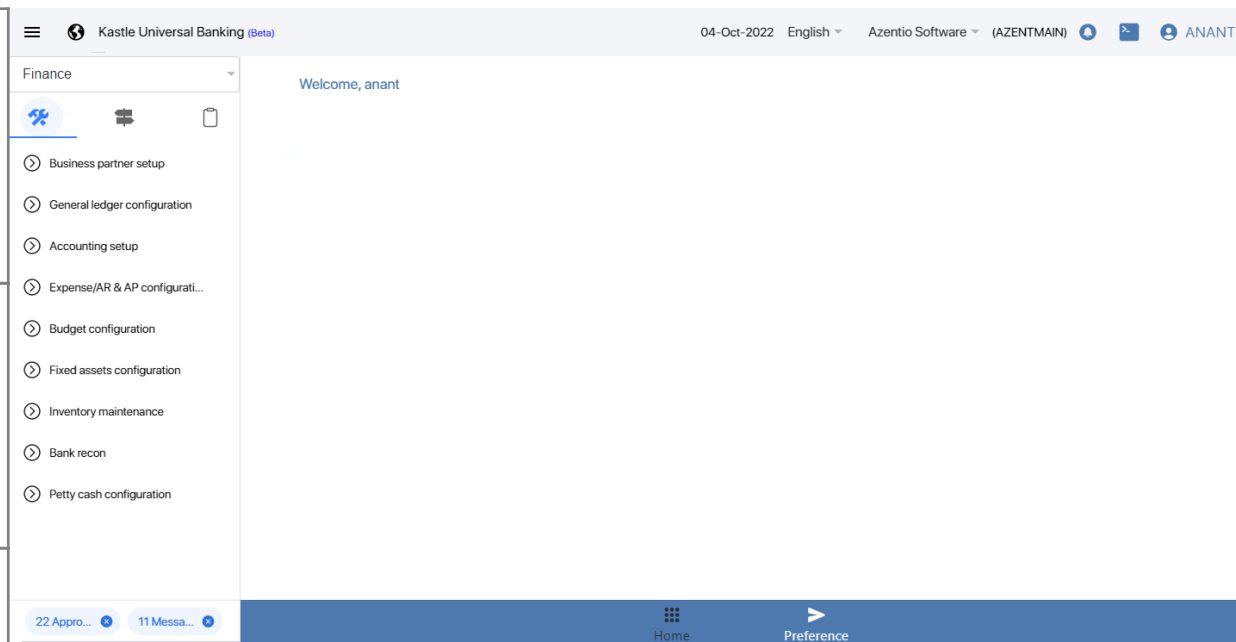 Kastle Universal Banking (Beta)
04-Oct-2022 English Azentio Software (AZENTMAIN) ANANT
Finance
Welcome, anant
Business partner setup
General ledger configuration
Accounting setup
Expense/AR & AP configurati...
Budget configuration
Fixed assets configuration
Inventory maintenance
Bank recon
Petty cash configuration
22 Appro... 11 Messa...
Home Preference